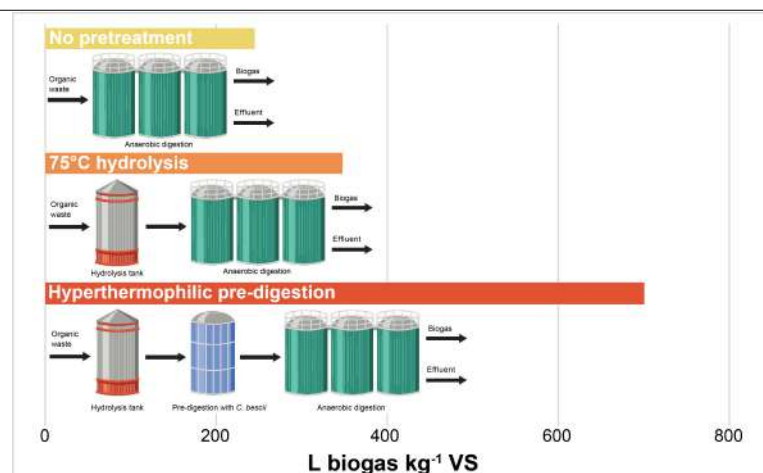 No pretreatment
Organic
waste
Biogas
Effluent
Anaerobic digestion
75°C hydrolysis
Organic
waste
Biogas
Effluent
Hydrolysis tank
Anaerobic digestion
Hyperthermophilic pre-digestion
Organic
waste
Biogas
Effluent
Hydrolysis tank
Pre-digestion with C. bescii
Anaerobic digestion
0 200 400 600 800
L biogas kg⁻¹ VS